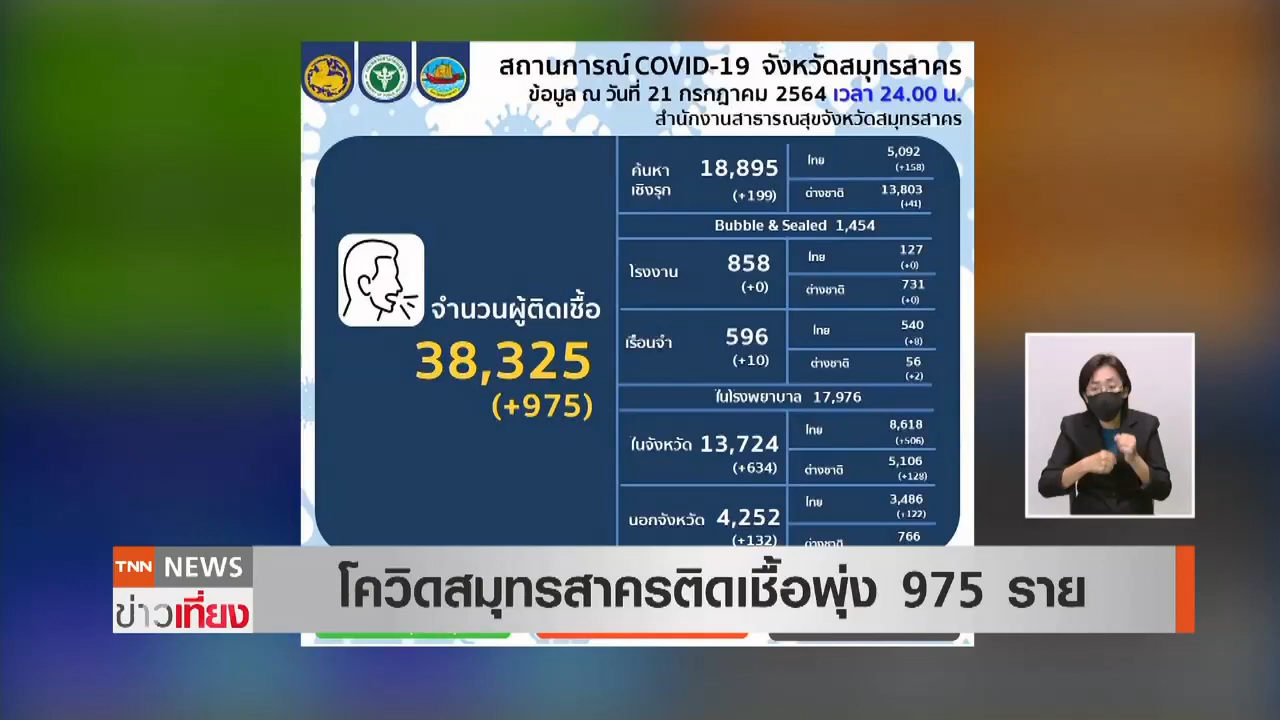 สถานการณ์ COVID-19 จังหวัดสมุทรสาคร
ข้อมูล ณ วันที่ 21 กรกฎาคม 2564 เวลา 24.00 น.
สำนักงานสาธารณสุขจังหวัดสมุทรสาคร
จำนวนผู้ติดเชื้อ
38,325
(+975)
ค้นหา
เชิงรุก
18,895
(+199)
ไทย
5,092
(+158)
ต่างชาติ
13,803
(+41)
Bubble & Sealed 1,454
โรงงาน
858
(+0)
ไทย
127
(+0)
ต่างชาติ
731
(+0)
เรือนจำ
596
(+10)
ไทย
540
(+8)
ต่างชาติ
56
(+2)
ในโรงพยาบาล 17,976
ในจังหวัด
13,724
(+634)
ไทย
8,618
(+506)
ต่างชาติ
5,106
(+128)
นอกจังหวัด
4,252
(+132)
ไทย
3,486
(+122)
ต่างชาติ
766
TNN NEWS
ข่าวเที่ยง
โควิดสมุทรสาครติดเชื้อพุ่ง 975 ราย